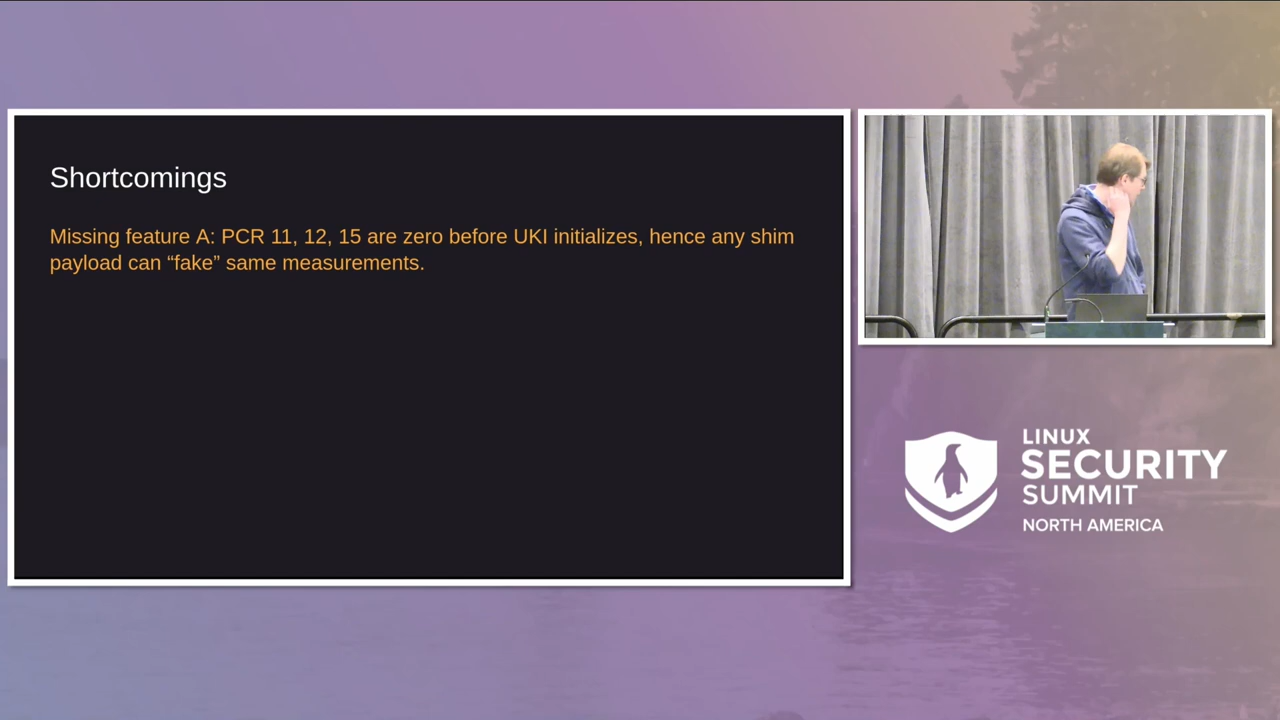 Shortcomings
Missing feature A: PCR 11, 12, 15 are zero before UKI initializes, hence any shim
payload can “fake” same measurements.
LINUX
SECURITY
SUMMIT
NORTH AMERICA